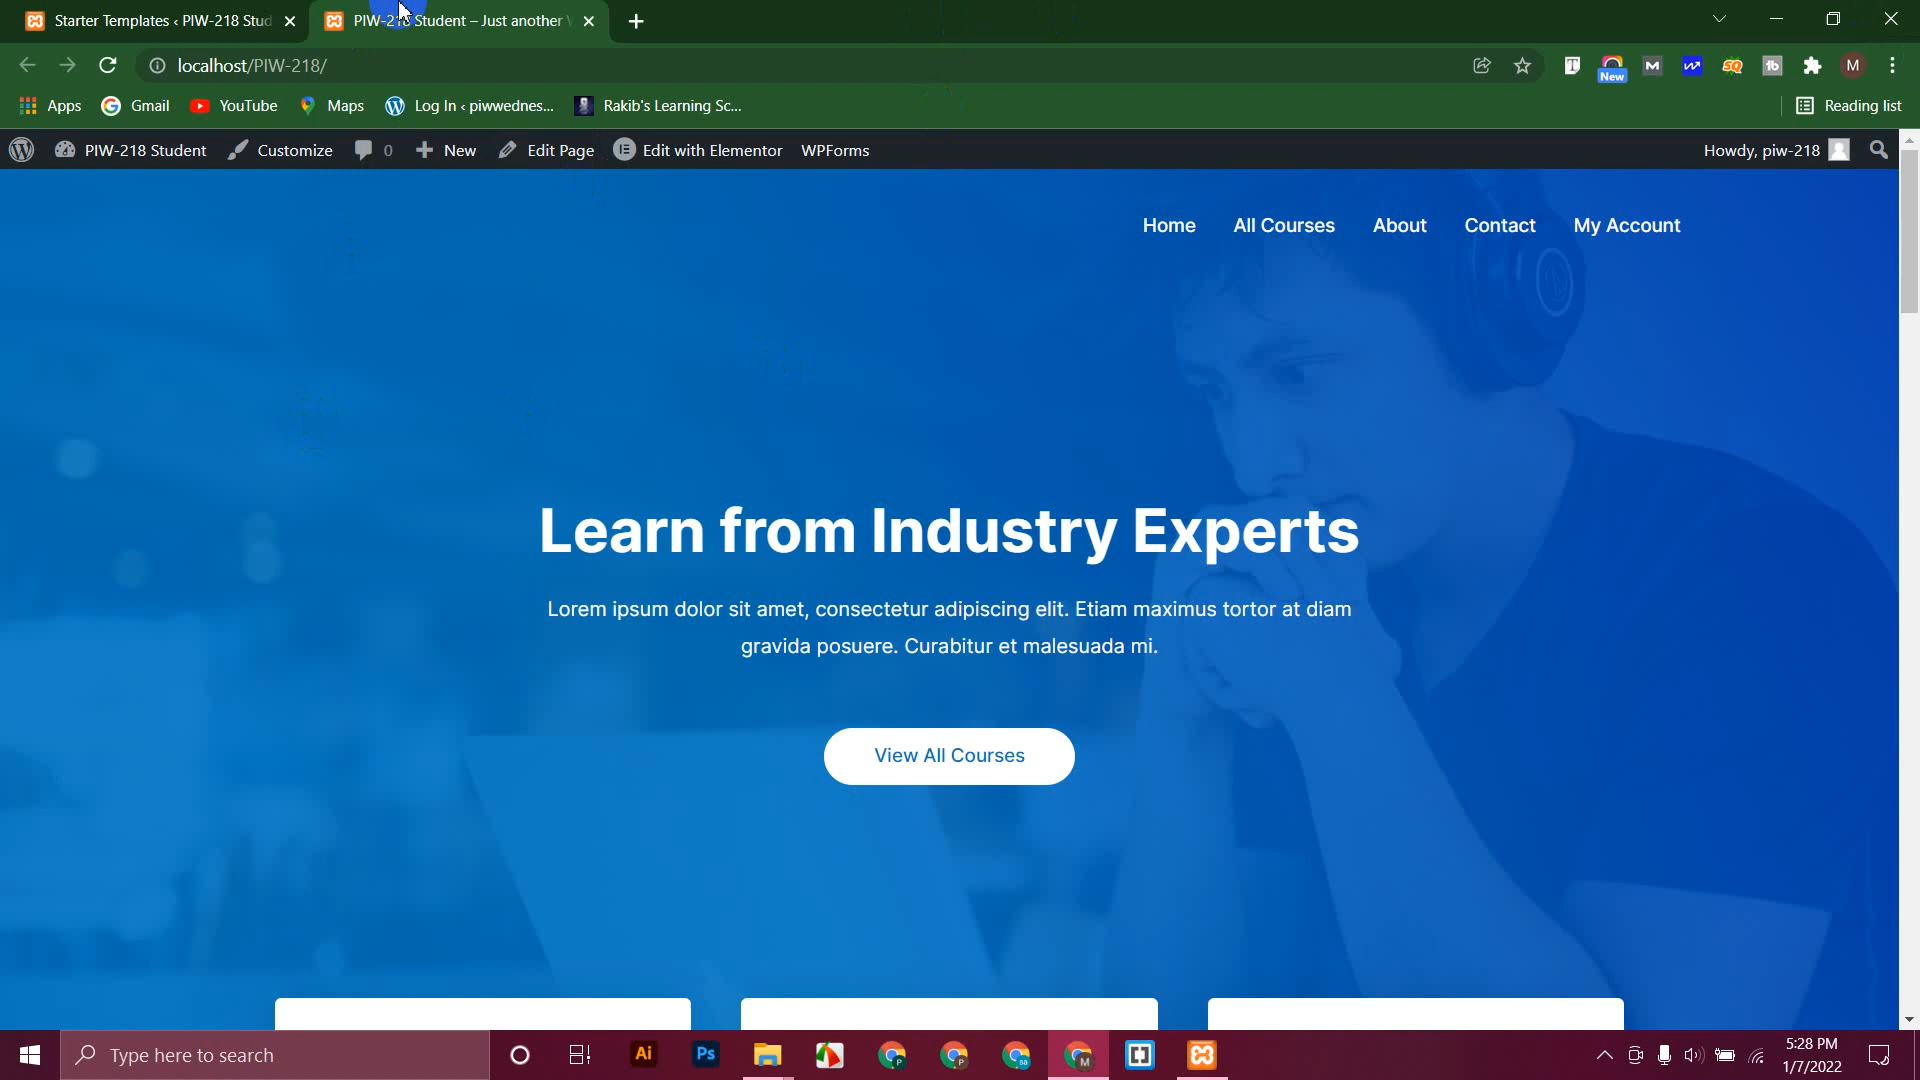 Starter Templates ‹ PIW-218 Stud
PIW-218 Student – Just another
localhost/PIW-218/
New
Apps
Gmail
YouTube
Maps
Log In ‹ piwwednes...
Rakib's Learning Sc...
Reading list
PIW-218 Student
Customize
0
New
Edit Page
Edit with Elementor
WPForms
Howdy, piw-218
Home
All Courses
About
Contact
My Account
Learn from Industry Experts
Lorem ipsum dolor sit amet, consectetur adipiscing elit. Etiam maximus tortor at diam
gravida posuere. Curabitur et malesuada mi.
View All Courses
Type here to search
Ai
Ps
5:28 PM
1/7/2022